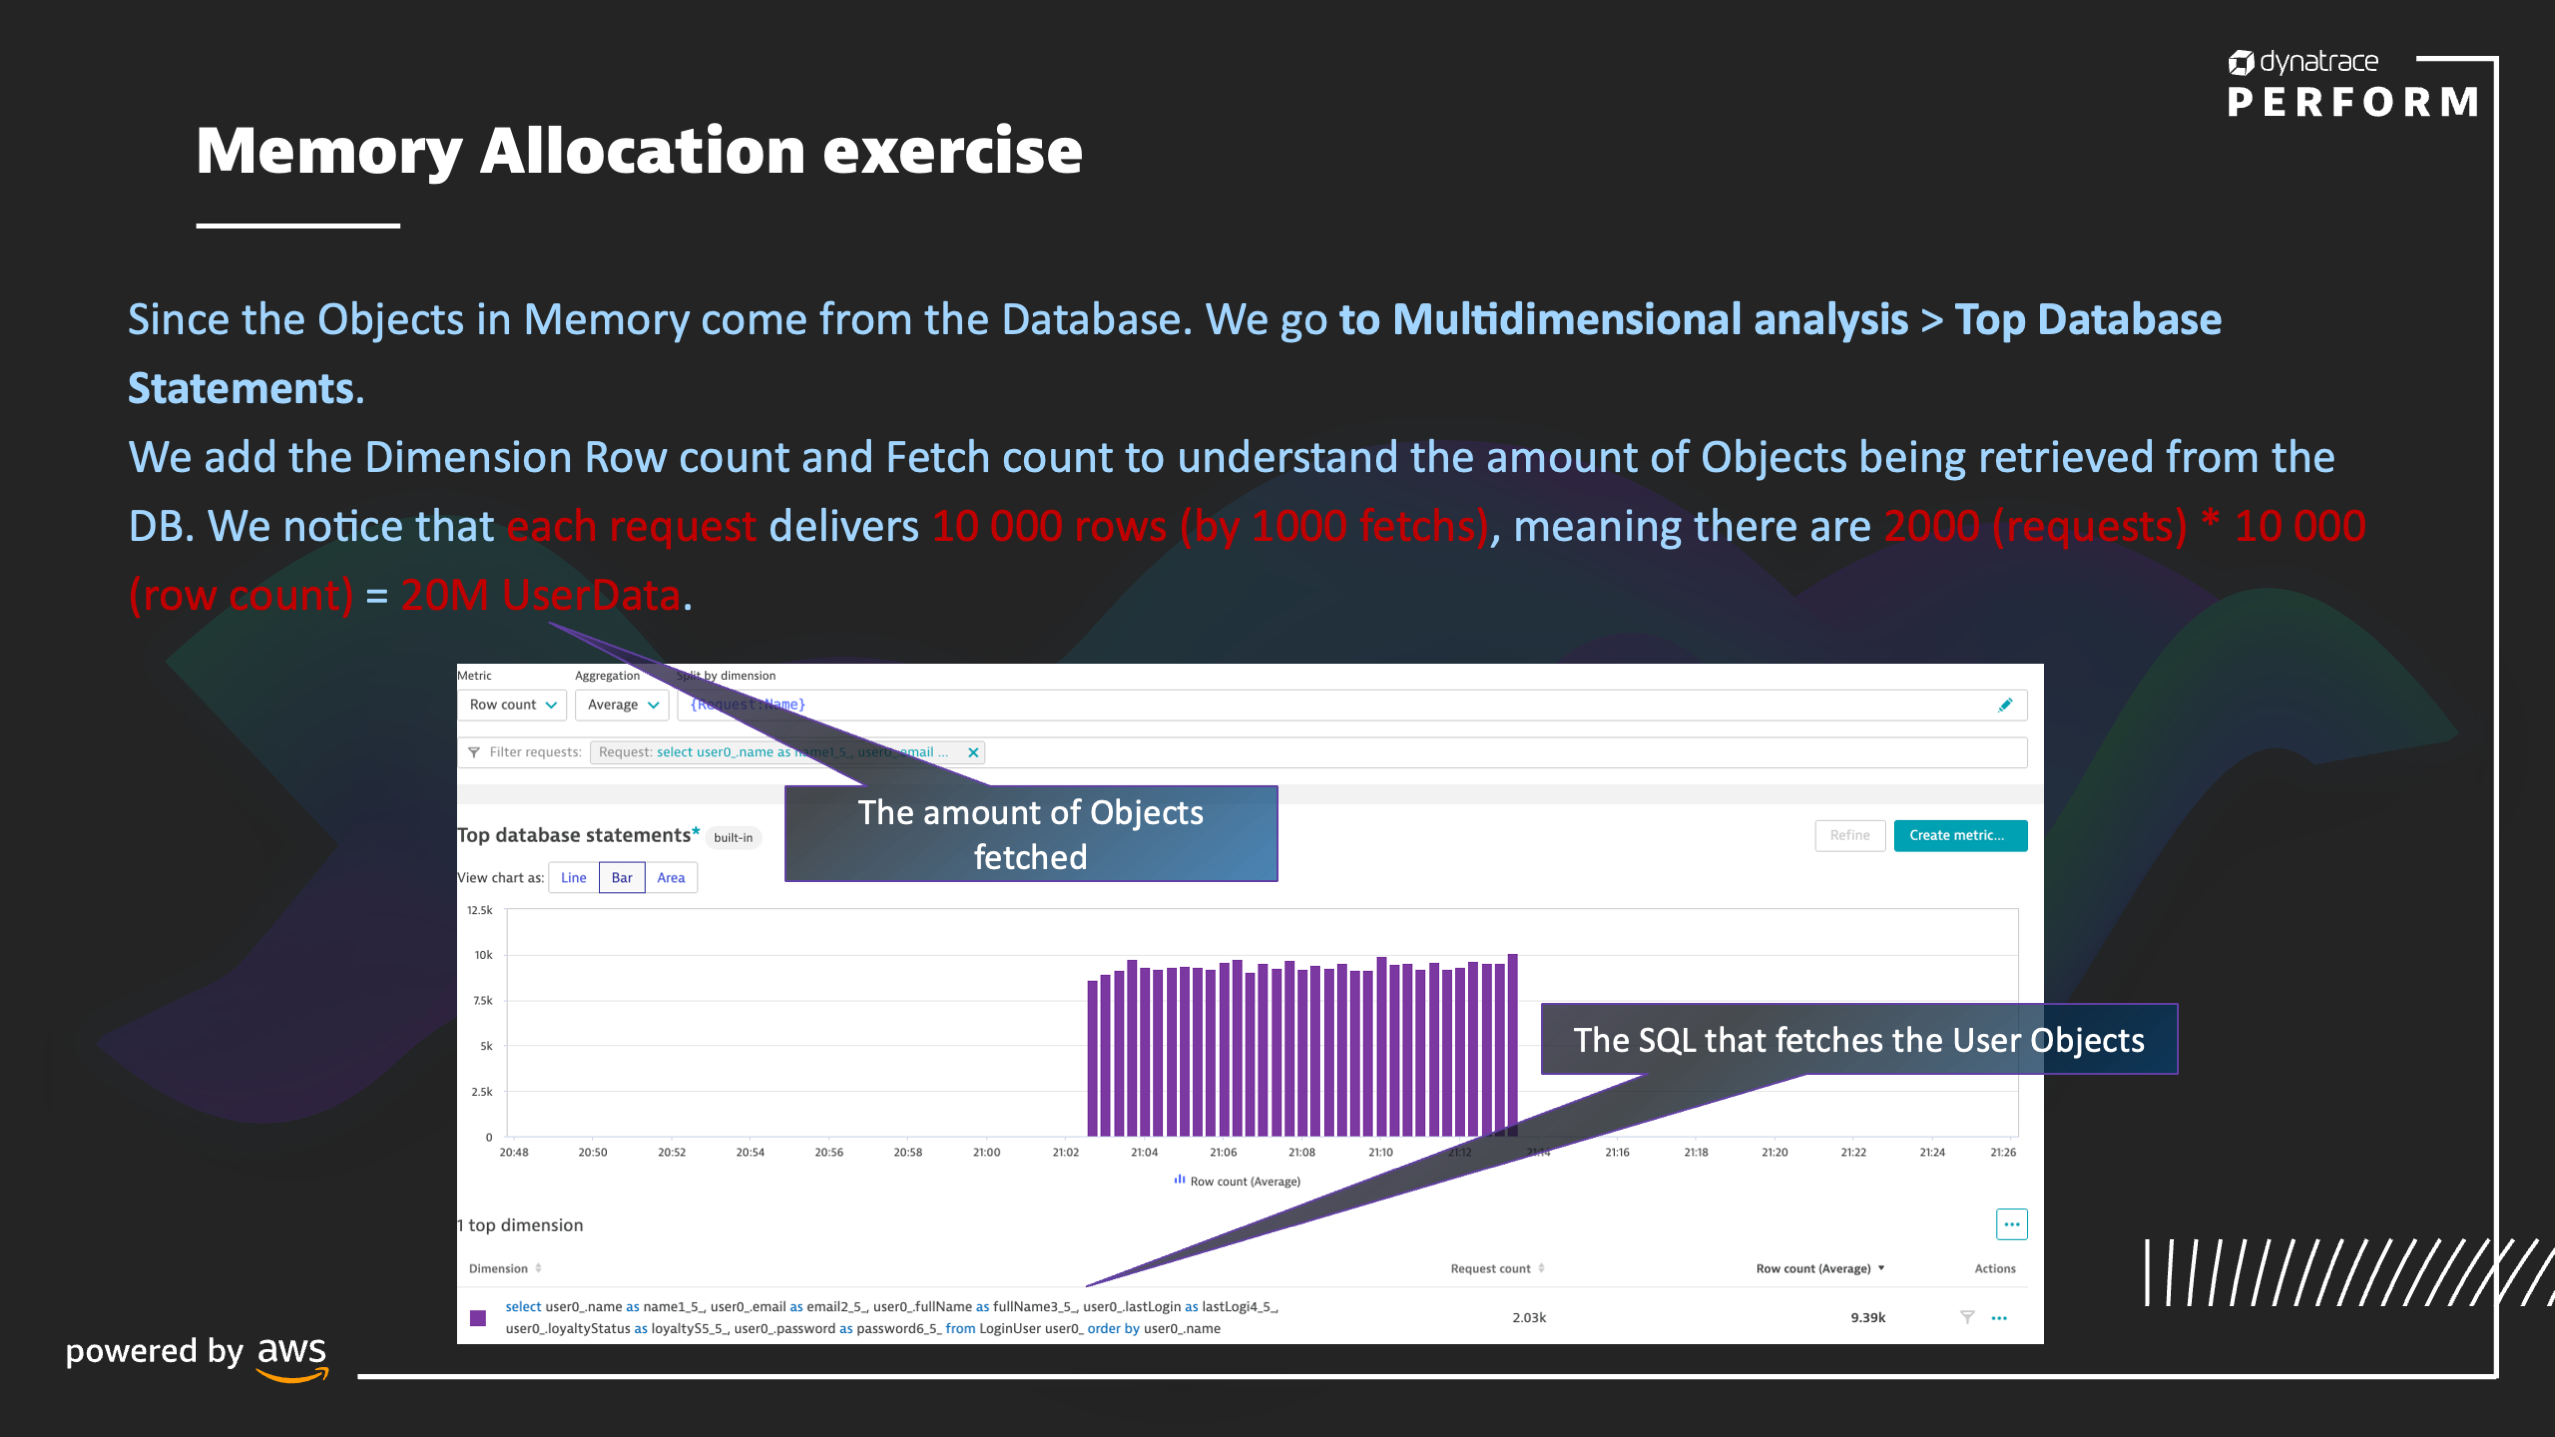 dynatrace
PERFORM
Memory Allocation exercise
Since the Objects in Memory come from the Database. We go to Multidimensional analysis > Top Database
Statements.
We add the Dimension Row count and Fetch count to understand the amount of Objects being retrieved from the
DB. We notice that each request delivers 10 000 rows (by 1000 fetchs), meaning there are 2000 (requests) * 10 000
(row count) = 20M UserData.
Metric Aggregation Split by dimension
Row count Average {Request:Name}
Filter requests: Request: select user0_.name as name1_5_, user0_.email ...
The amount of Objects
fetched
Top database statements* built-in
Refine Create metric...
View chart as: Line Bar Area
12.5k
10k
7.5k
5k
2.5k
0
The SQL that fetches the User Objects
20:48 20:50 20:52 20:54 20:56 20:58 21:00 21:02 21:04 21:06 21:08 21:10 21:12 21:14 21:16 21:18 21:20 21:22 21:24 21:26
Row count (Average)
1 top dimension
Dimension Request count Row count (Average) Actions
select user0_.name as name1_5_, user0_.email as email2_5_, user0_.fullName as fullName3_5_, user0_.lastLogin as lastLogi4_5_,
user0_.loyaltyStatus as loyaltyS5_5_, user0_.password as password6_5_ from LoginUser user0_ order by user0_.name
2.03k 9.39k
powered by aws